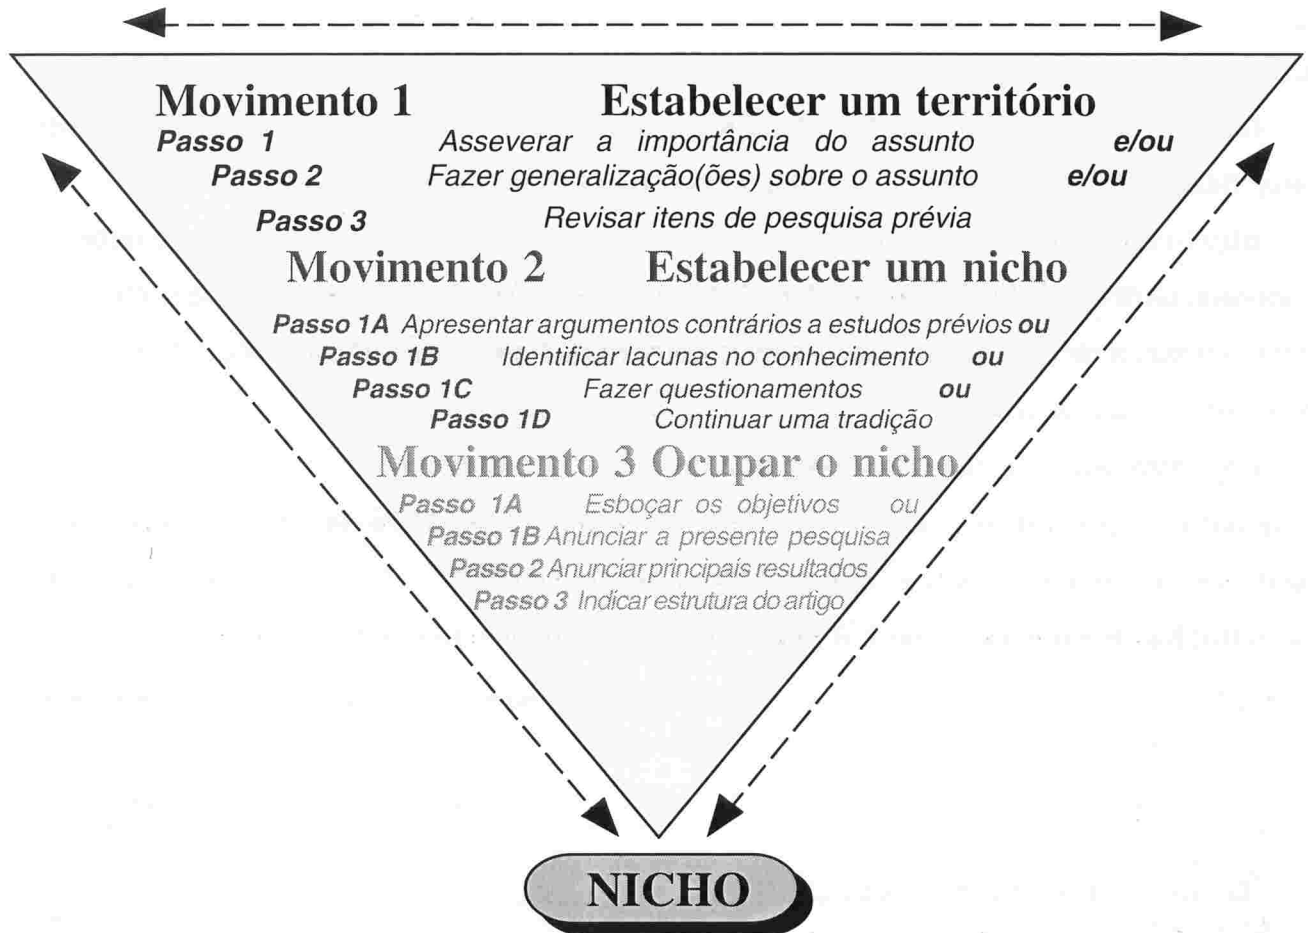 Movimento 1 Estabelecer um território
Passo 1 Asseverar a importância do assunto e/ou
Passo 2 Fazer generalização(ões) sobre o assunto e/ou
Passo 3 Revisar itens de pesquisa prévia
Movimento 2 Estabelecer um nicho
Passo 1A Apresentar argumentos contrários a estudos prévios ou
Passo 1B Identificar lacunas no conhecimento ou
Passo 1C Fazer questionamentos ou
Passo 1D Continuar uma tradição
Movimento 3 Ocupar o nicho
Passo 1A Esboçar os objetivos ou
Passo 1B Anunciar a presente pesquisa
Passo 2 Anunciar principais resultados
Passo 3 Indicar estrutura do artigo
NICHO